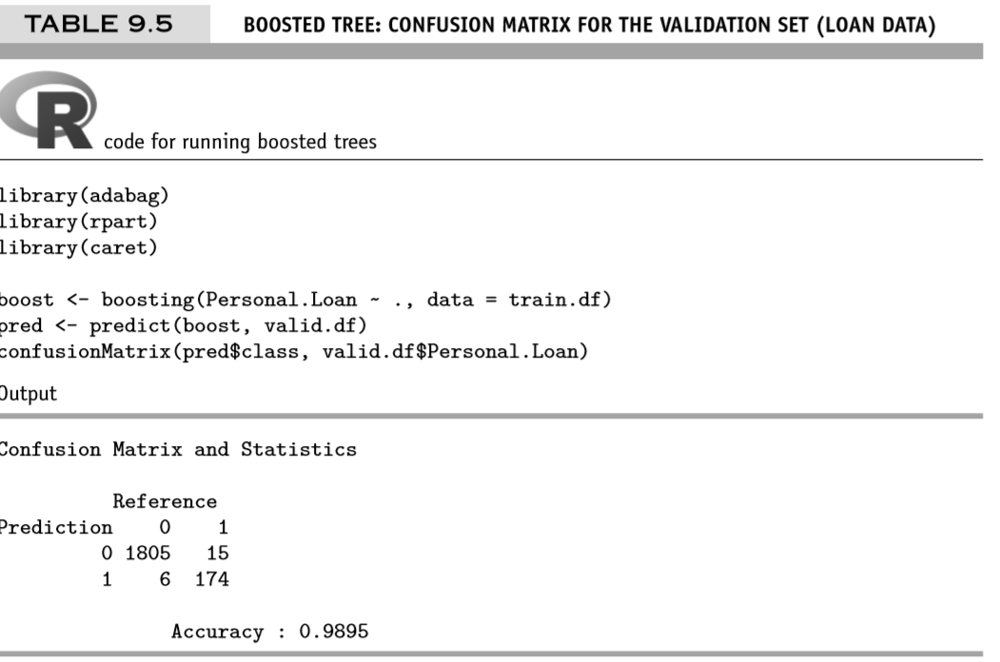 TABLE 9.5 BOOSTED TREE: CONFUSION MATRIX FOR THE VALIDATION SET (LOAN DATA)
R code for running boosted trees
library(adabag)
library(rpart)
library(caret)
boost <- boosting(Personal.Loan ~ ., data = train.df)
pred <- predict(boost, valid.df)
confusionMatrix(pred$class, valid.df$Personal.Loan)
Output
Confusion Matrix and Statistics
Reference
Prediction 0 1
0 1805 15
1 6 174
Accuracy : 0.9895